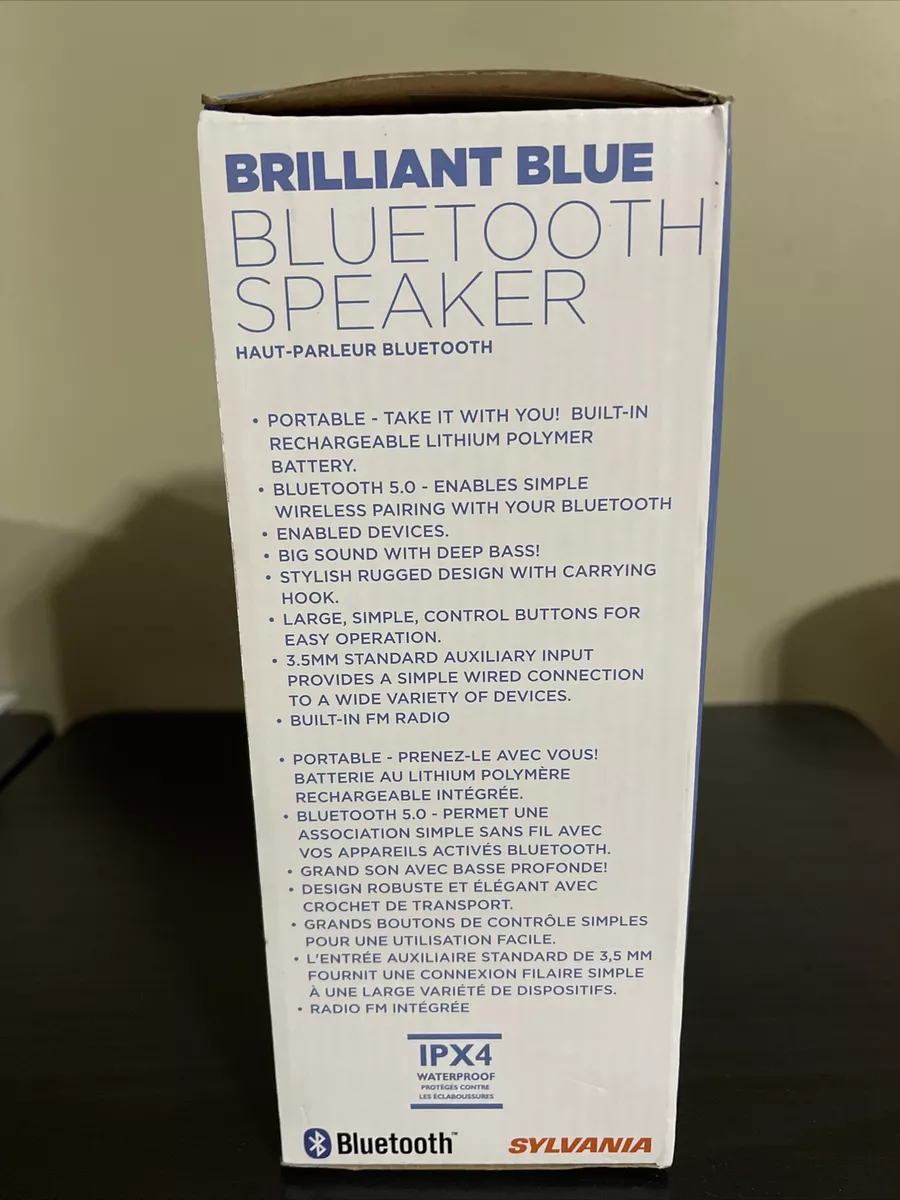 BRILLIANT BLUE
BLUETOOTH
SPEAKER
HAUT-PARLEUR BLUETOOTH
• PORTABLE - TAKE IT WITH YOU! BUILT-IN
RECHARGEABLE LITHIUM POLYMER
BATTERY.
• BLUETOOTH 5.0 - ENABLES SIMPLE
WIRELESS PAIRING WITH YOUR BLUETOOTH
• ENABLED DEVICES.
• BIG SOUND WITH DEEP BASS!
• STYLISH RUGGED DESIGN WITH CARRYING
HOOK.
• LARGE, SIMPLE, CONTROL BUTTONS FOR
EASY OPERATION.
• 3.5MM STANDARD AUXILIARY INPUT
PROVIDES A SIMPLE WIRED CONNECTION
TO A WIDE VARIETY OF DEVICES.
• BUILT-IN FM RADIO
• PORTABLE - PRENEZ-LE AVEC VOUS!
BATTERIE AU LITHIUM POLYMÈRE
RECHARGEABLE INTÉGRÉE.
• BLUETOOTH 5.0 - PERMET UNE
ASSOCIATION SIMPLE SANS FIL AVEC
VOS APPAREILS ACTIVÉS BLUETOOTH.
• GRAND SON AVEC BASSE PROFONDE!
• DESIGN ROBUSTE ET ÉLÉGANT AVEC
CROCHET DE TRANSPORT.
• GRANDS BOUTONS DE CONTRÔLE SIMPLES
POUR UNE UTILISATION FACILE.
• L'ENTRÉE AUXILIAIRE STANDARD DE 3,5 MM
FOURNIT UNE CONNEXION FILAIRE SIMPLE
À UNE LARGE VARIÉTÉ DE DISPOSITIFS.
• RADIO FM INTÉGRÉE
IPX4
WATERPROOF
PROTÉGÉS CONTRE
LES ÉCLABOUSSURES
Bluetooth™
SYLVANIA